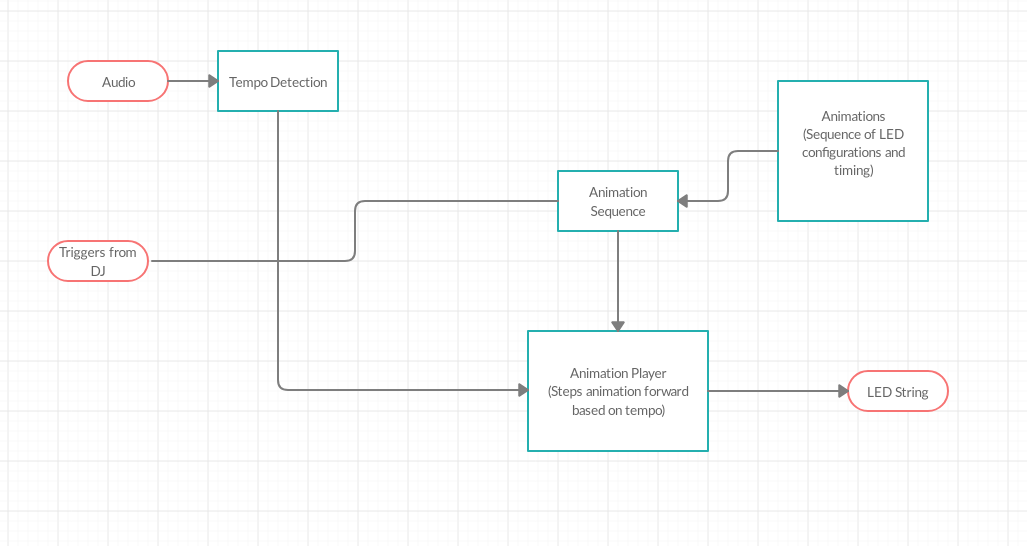 Audio
Tempo Detection
Animations
(Sequence of LED
configurations and
timing)
Animation
Sequence
Triggers from
DJ
Animation Player
(Steps animation forward
based on tempo)
LED String